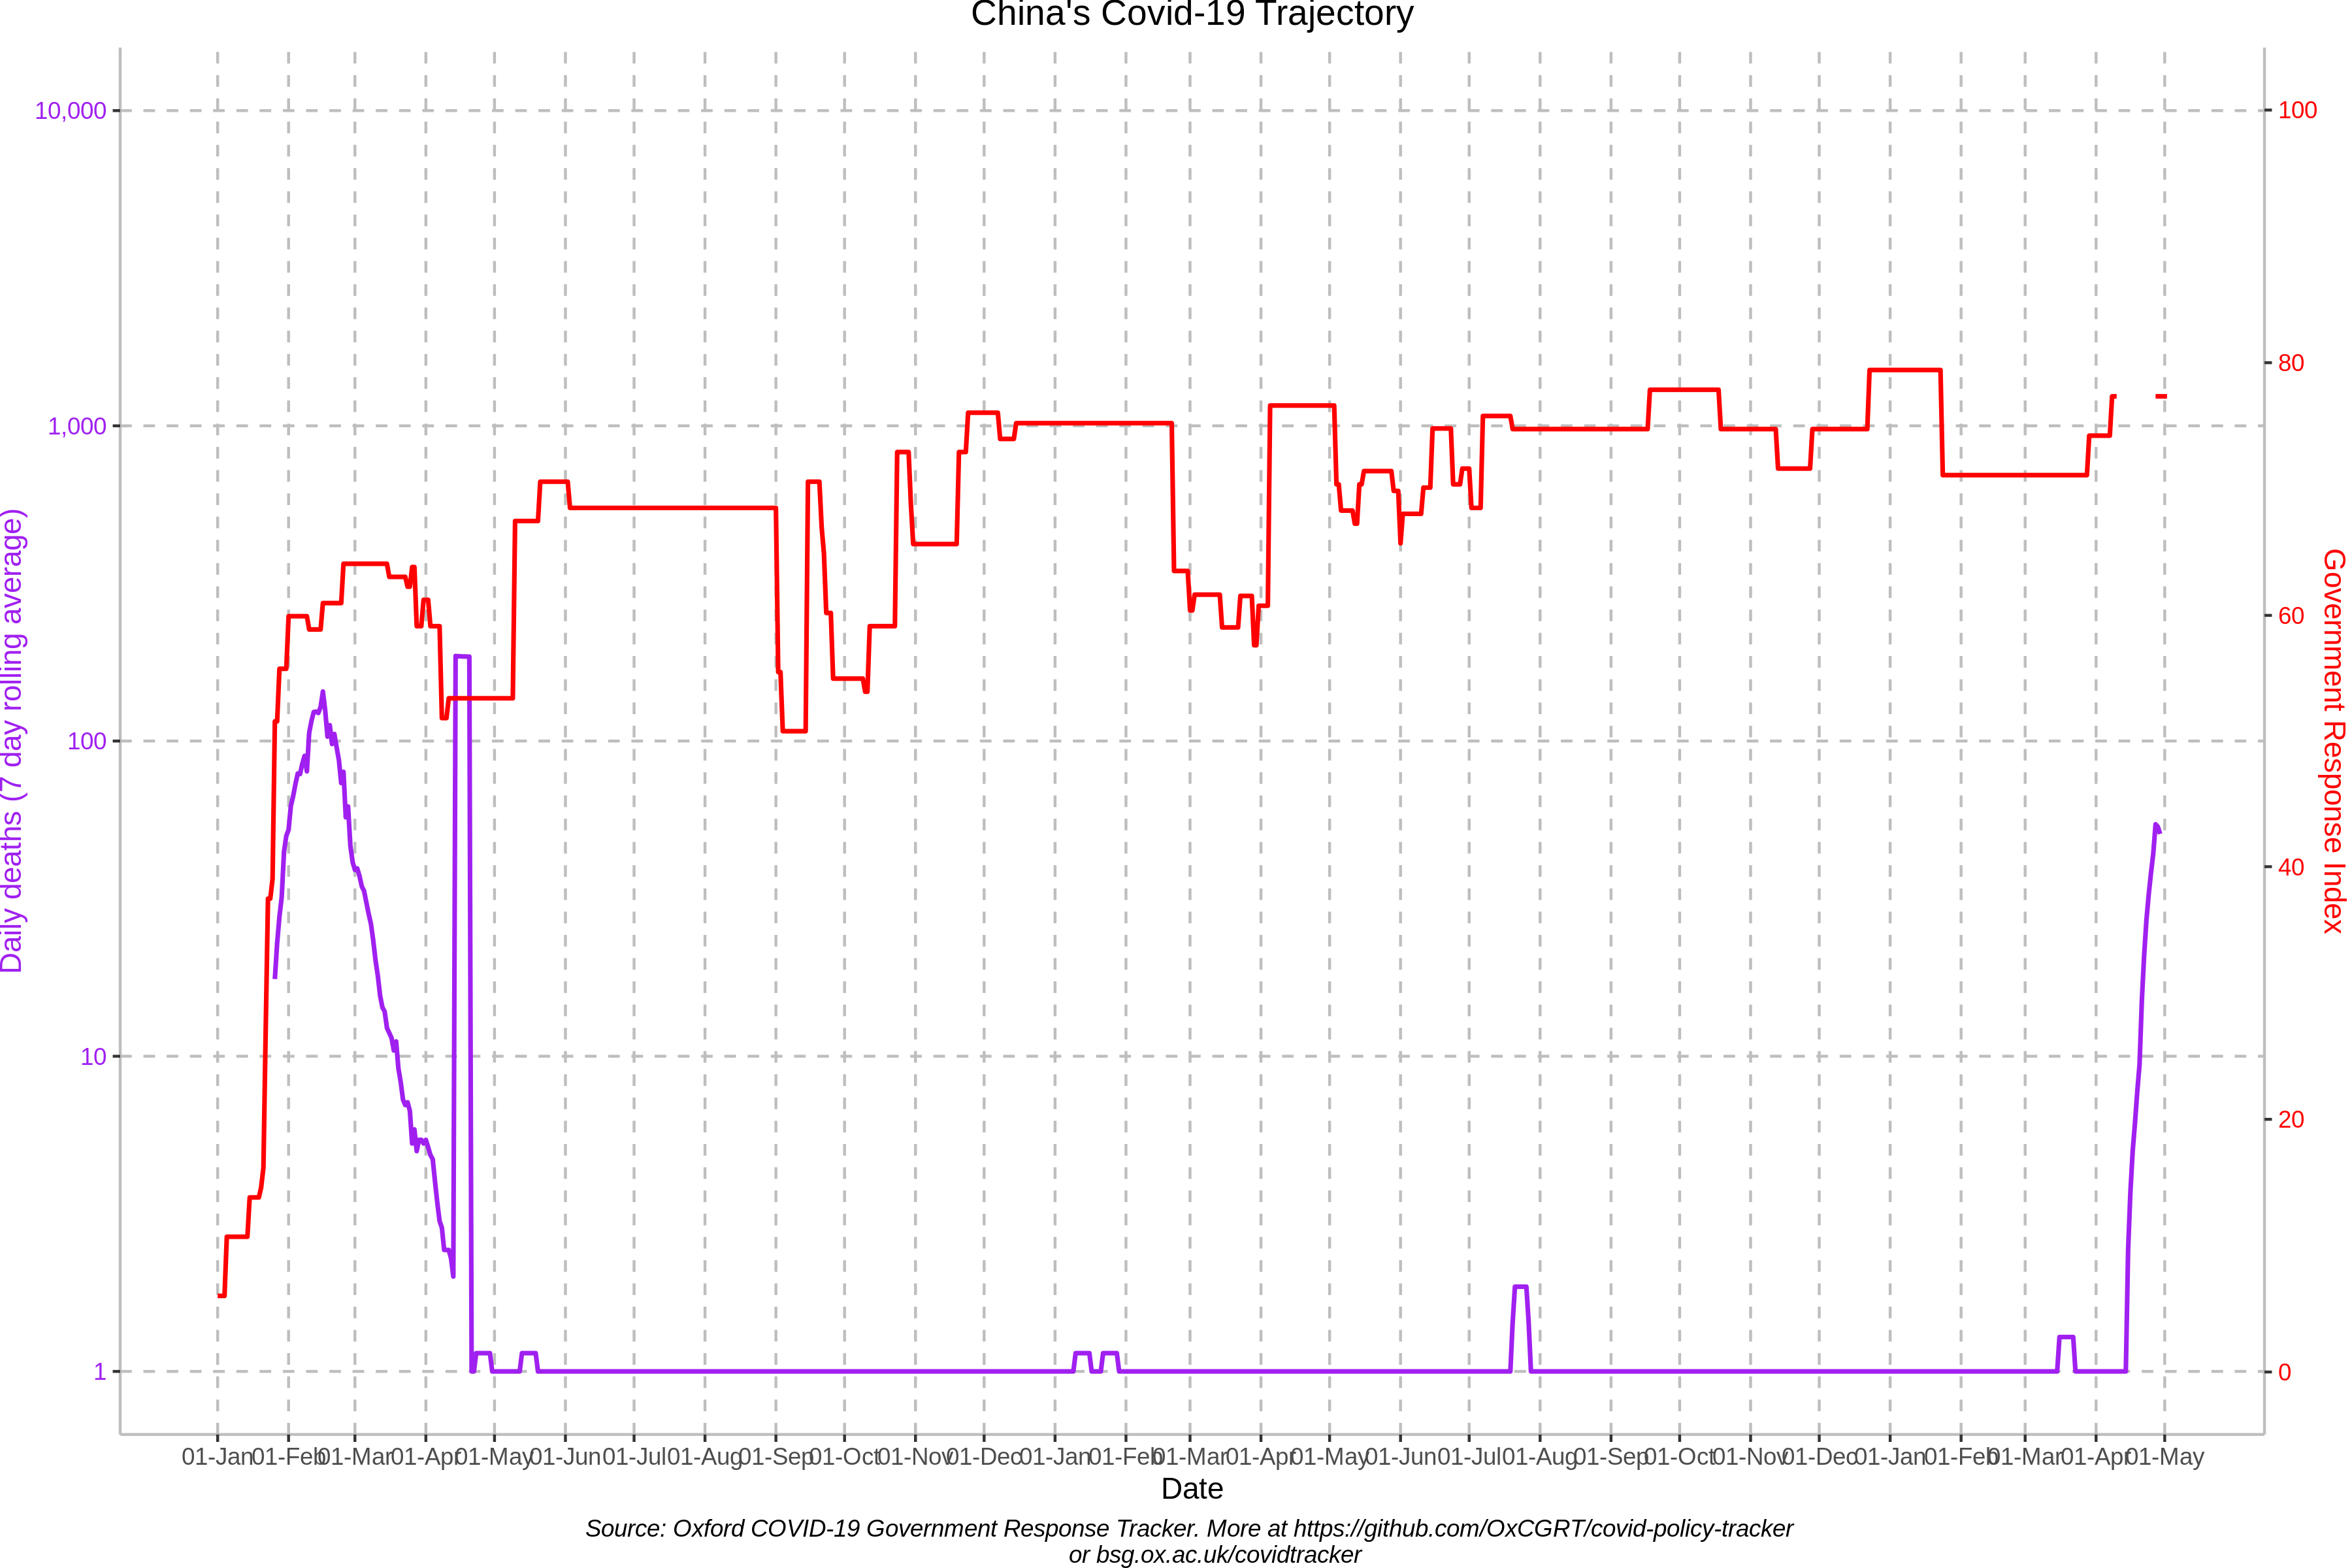 China's Covid-19 Trajectory
10,000
1,000
100
10
1
Daily deaths (7 day rolling average)
100
80
60
40
20
0
Government Response Index
01-Jan 01-Feb 01-Mar 01-Apr 01-May 01-Jun 01-Jul 01-Aug 01-Sep 01-Oct 01-Nov 01-Dec 01-Jan 01-Feb 01-Mar 01-Apr 01-May 01-Jun 01-Jul 01-Aug 01-Sep 01-Oct 01-Nov 01-Dec 01-Jan 01-Feb 01-Mar 01-Apr 01-May
Date
Source: Oxford COVID-19 Government Response Tracker. More at https://github.com/OxCGRT/covid-policy-tracker
or bsg.ox.ac.uk/covidtracker